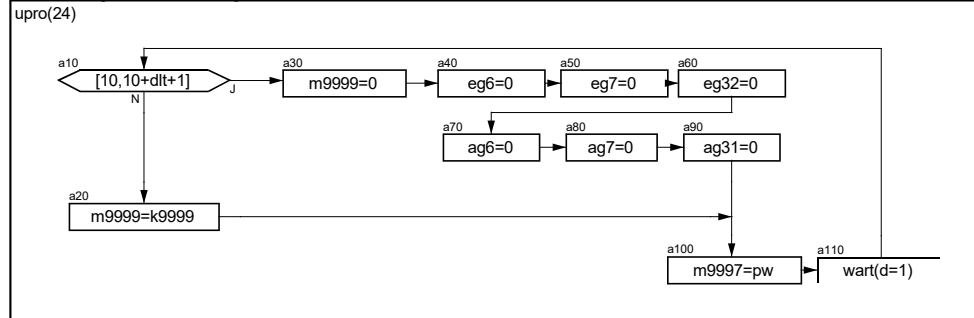 upro(24)
a10
[10,10+dlt+1]
J
N
a30
m9999=0
a40
eg6=0
a50
eg7=0
a60
eg32=0
a70
ag6=0
a80
ag7=0
a90
ag31=0
a20
m9999=k9999
a100
m9997=pw
a110
wart(d=1)